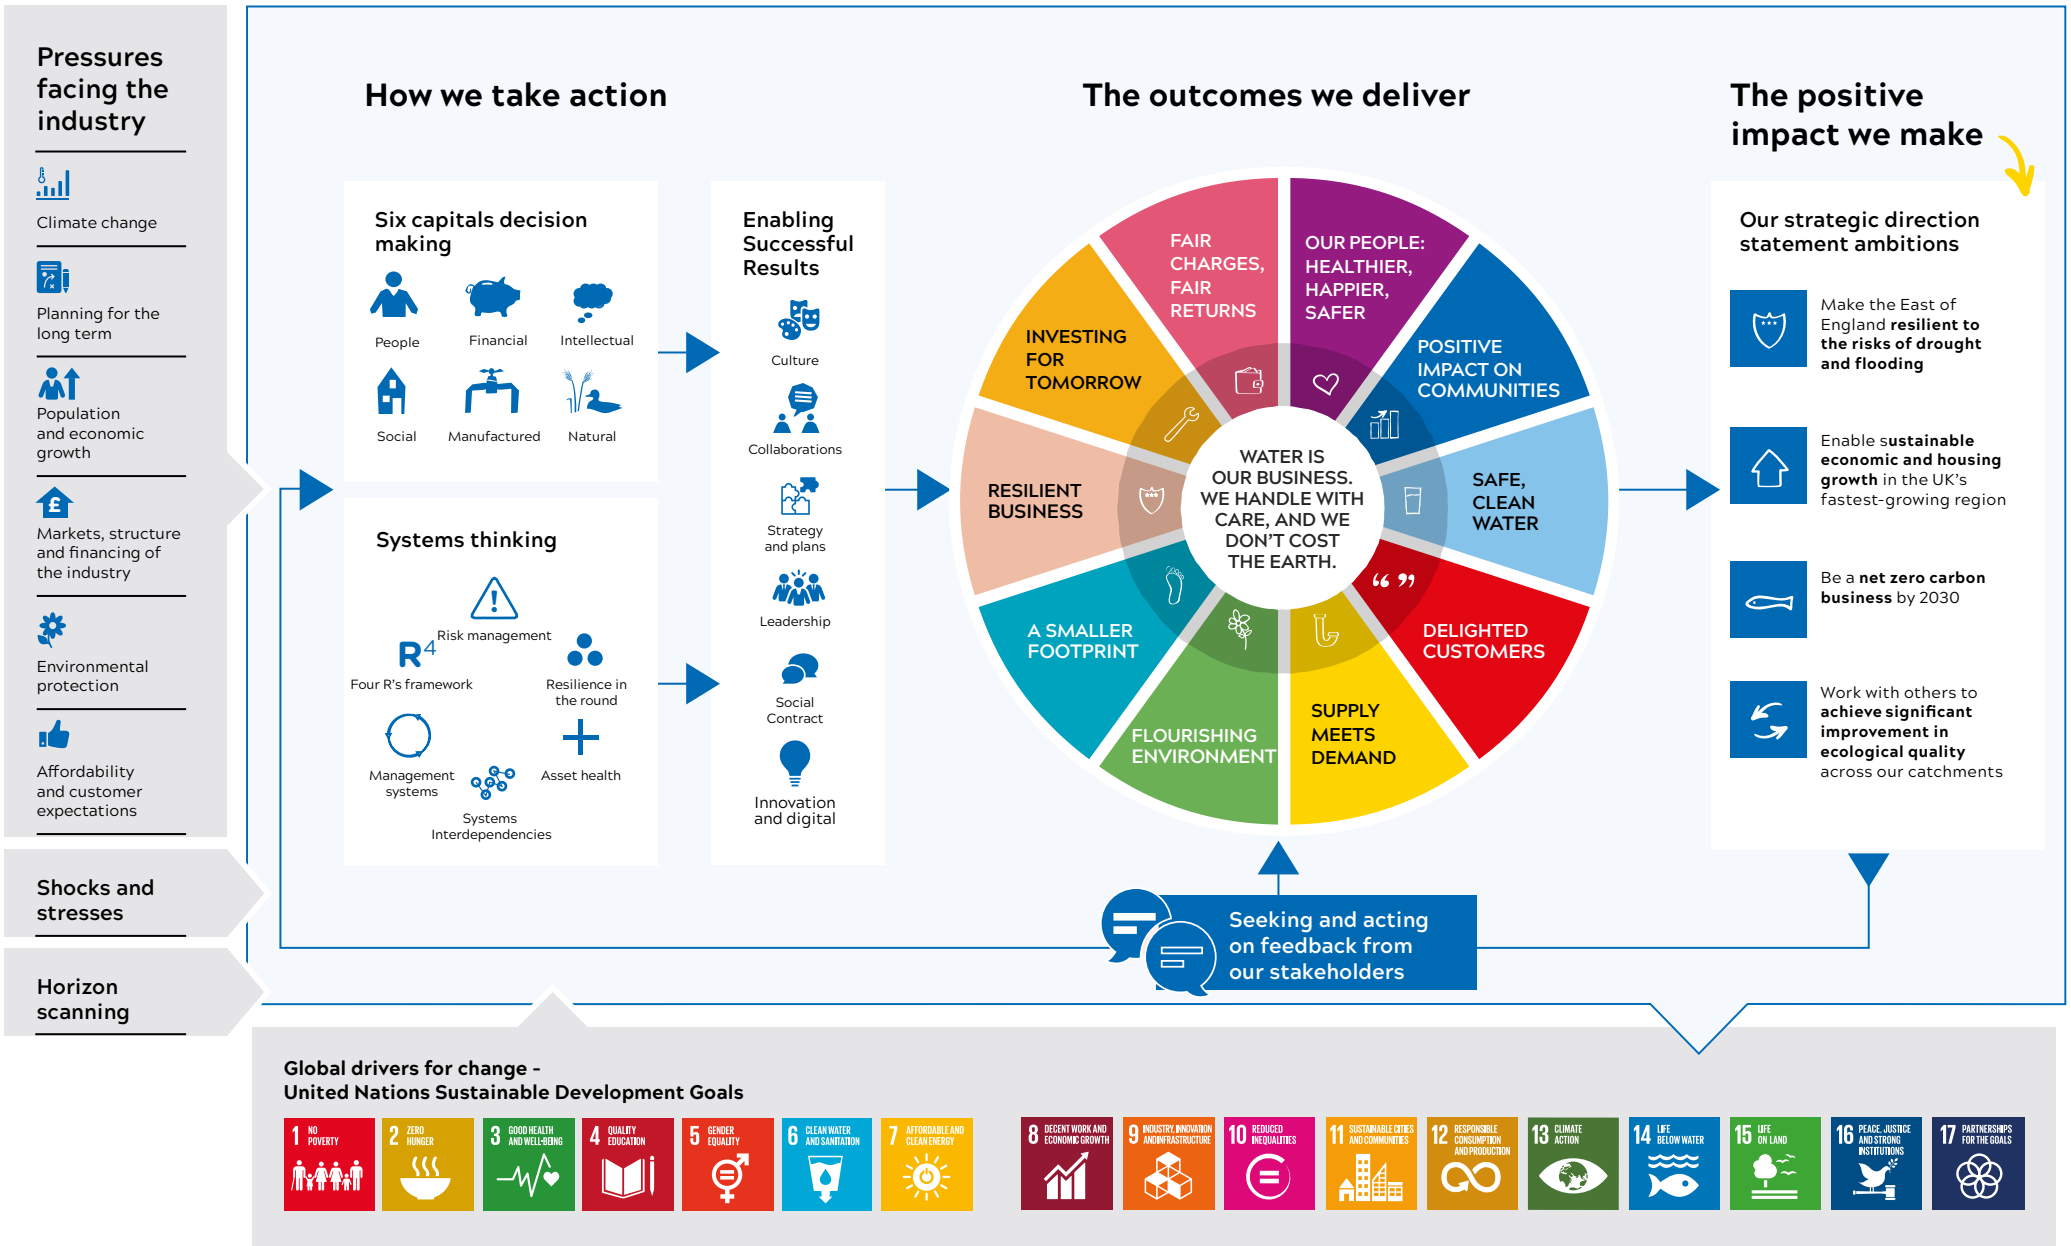 Pressures
facing the
industry
Climate change
Planning for the
long term
Population
and economic
growth
£
Markets, structure
and financing of
the industry
Environmental
protection
Affordability
and customer
expectations
Shocks and
stresses
Horizon
scanning
How we take action
Six capitals decision
making
People
Financial
Intellectual
Social
Manufactured
Natural
Systems thinking
!
Risk management
R4
Four R's framework
Resilience in
the round
Management
systems
Asset health
Systems
Interdependencies
Enabling
Successful
Results
Culture
Collaborations
Strategy
and plans
Leadership
Social
Contract
Innovation
and digital
The outcomes we deliver
FAIR
CHARGES,
FAIR
RETURNS
OUR PEOPLE:
HEALTHIER,
HAPPIER,
SAFER
POSITIVE
IMPACT ON
COMMUNITIES
SAFE,
CLEAN
WATER
DELIGHTED
CUSTOMERS
SUPPLY
MEETS
DEMAND
FLOURISHING
ENVIRONMENT
A SMALLER
FOOTPRINT
RESILIENT
BUSINESS
INVESTING
FOR
TOMORROW
WATER IS
OUR BUSINESS.
WE HANDLE WITH
CARE, AND WE
DON'T COST
THE EARTH.
Seeking and acting
on feedback from
our stakeholders
The positive
impact we make
Our strategic direction
statement ambitions
Make the East of
England resilient to
the risks of drought
and flooding
Enable sustainable
economic and housing
growth in the UK's
fastest-growing region
Be a net zero carbon
business by 2030
Work with others to
achieve significant
improvement in
ecological quality
across our catchments
Global drivers for change -
United Nations Sustainable Development Goals
1 NO
POVERTY
2 ZERO
HUNGER
3 GOOD HEALTH
AND WELL-BEING
4 QUALITY
EDUCATION
5 GENDER
EQUALITY
6 CLEAN WATER
AND SANITATION
7 AFFORDABLE AND
CLEAN ENERGY
8 DECENT WORK AND
ECONOMIC GROWTH
9 INDUSTRY, INNOVATION
AND INFRASTRUCTURE
10 REDUCED
INEQUALITIES
11 SUSTAINABLE CITIES
AND COMMUNITIES
12 RESPONSIBLE
CONSUMPTION
AND PRODUCTION
13 CLIMATE
ACTION
14 LIFE
BELOW WATER
15 LIFE
ON LAND
16 PEACE, JUSTICE
AND STRONG
INSTITUTIONS
17 PARTNERSHIPS
FOR THE GOALS